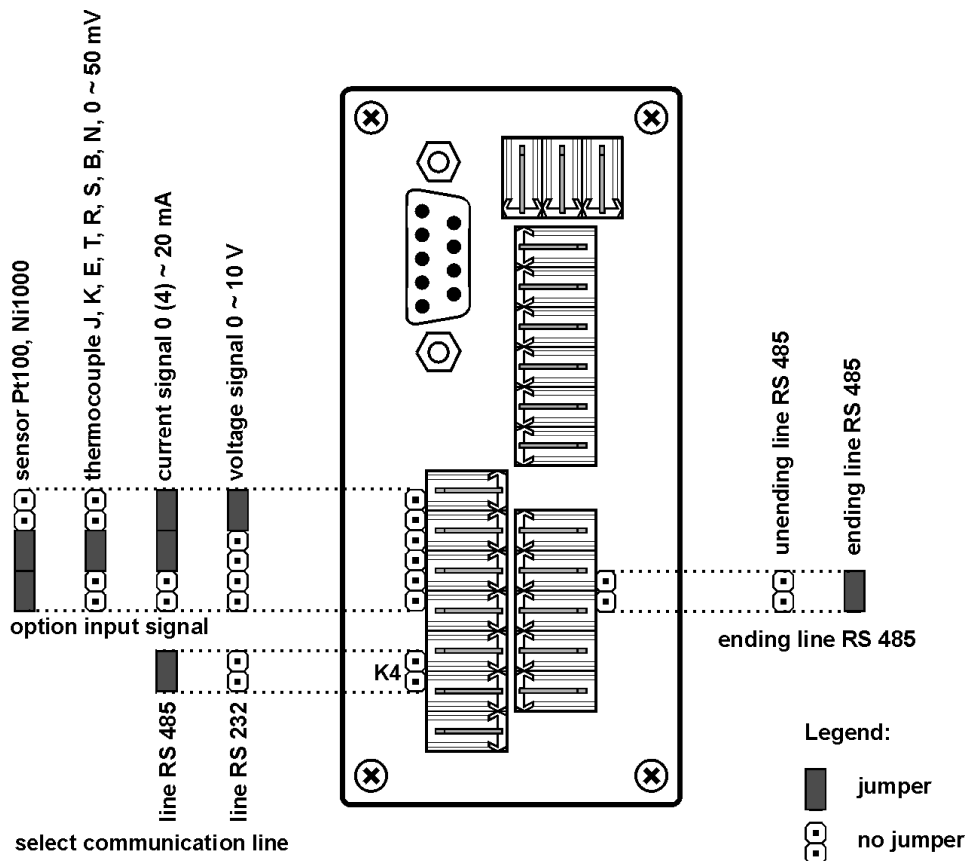 sensor Pt100, Ni1000
thermocouple J, K, E, T, R, S, B, N, 0 ~ 50 mV
current signal 0 (4) ~ 20 mA
voltage signal 0 ~ 10 V
option input signal
K4
line RS 485
line RS 232
select communication line
unending line RS 485
ending line RS 485
ending line RS 485
Legend:
jumper
no jumper